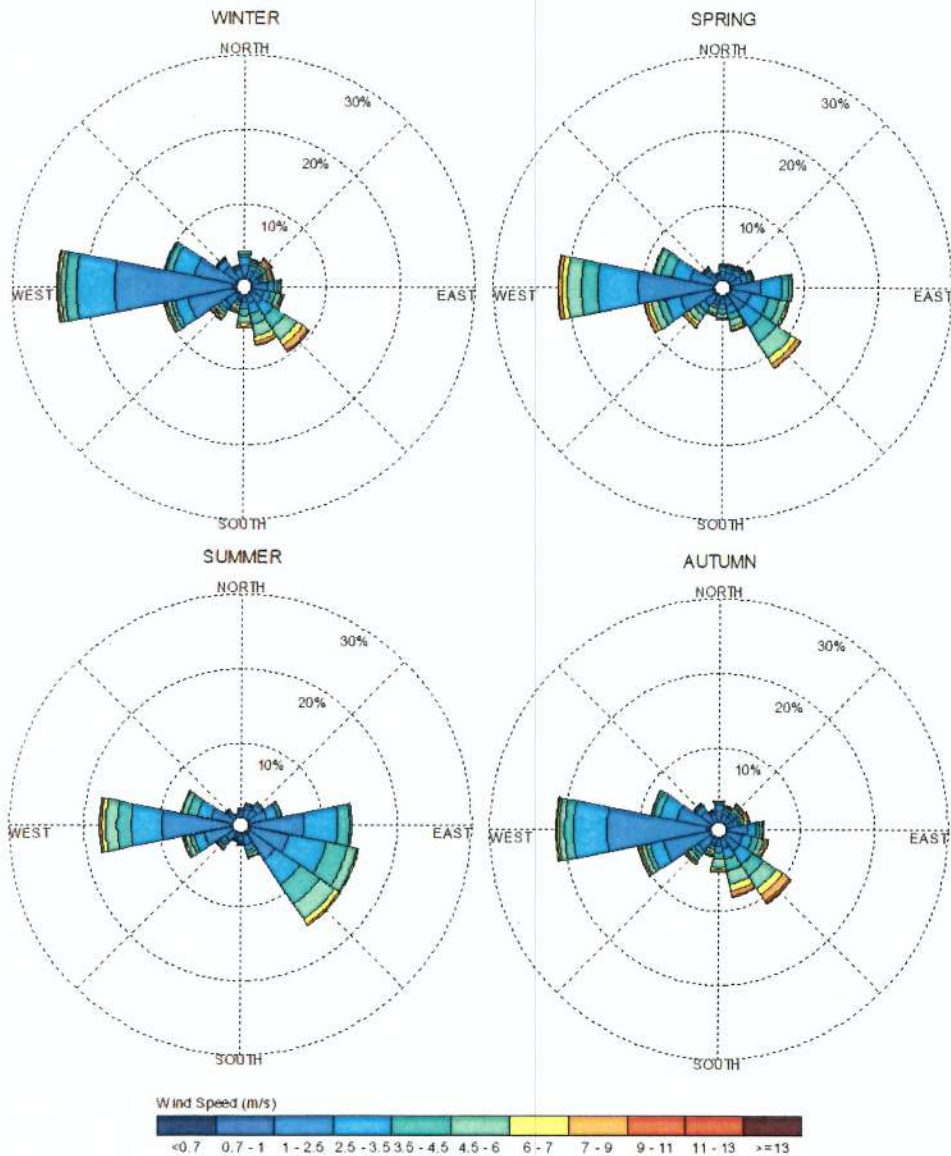 WINTER
NORTH
30%
20%
10%
WEST
EAST
SOUTH
SPRING
NORTH
30%
20%
10%
WEST
EAST
SOUTH
SUMMER
NORTH
30%
20%
10%
WEST
EAST
SOUTH
AUTUMN
NORTH
30%
20%
10%
WEST
EAST
SOUTH
Wind Speed (m/s)
<0.7 0.7 - 1 1 - 2.5 2.5 - 3.5 3.5 - 4.5 4.5 - 6 6 - 7 7 - 9 9 - 11 11 - 13 >=13